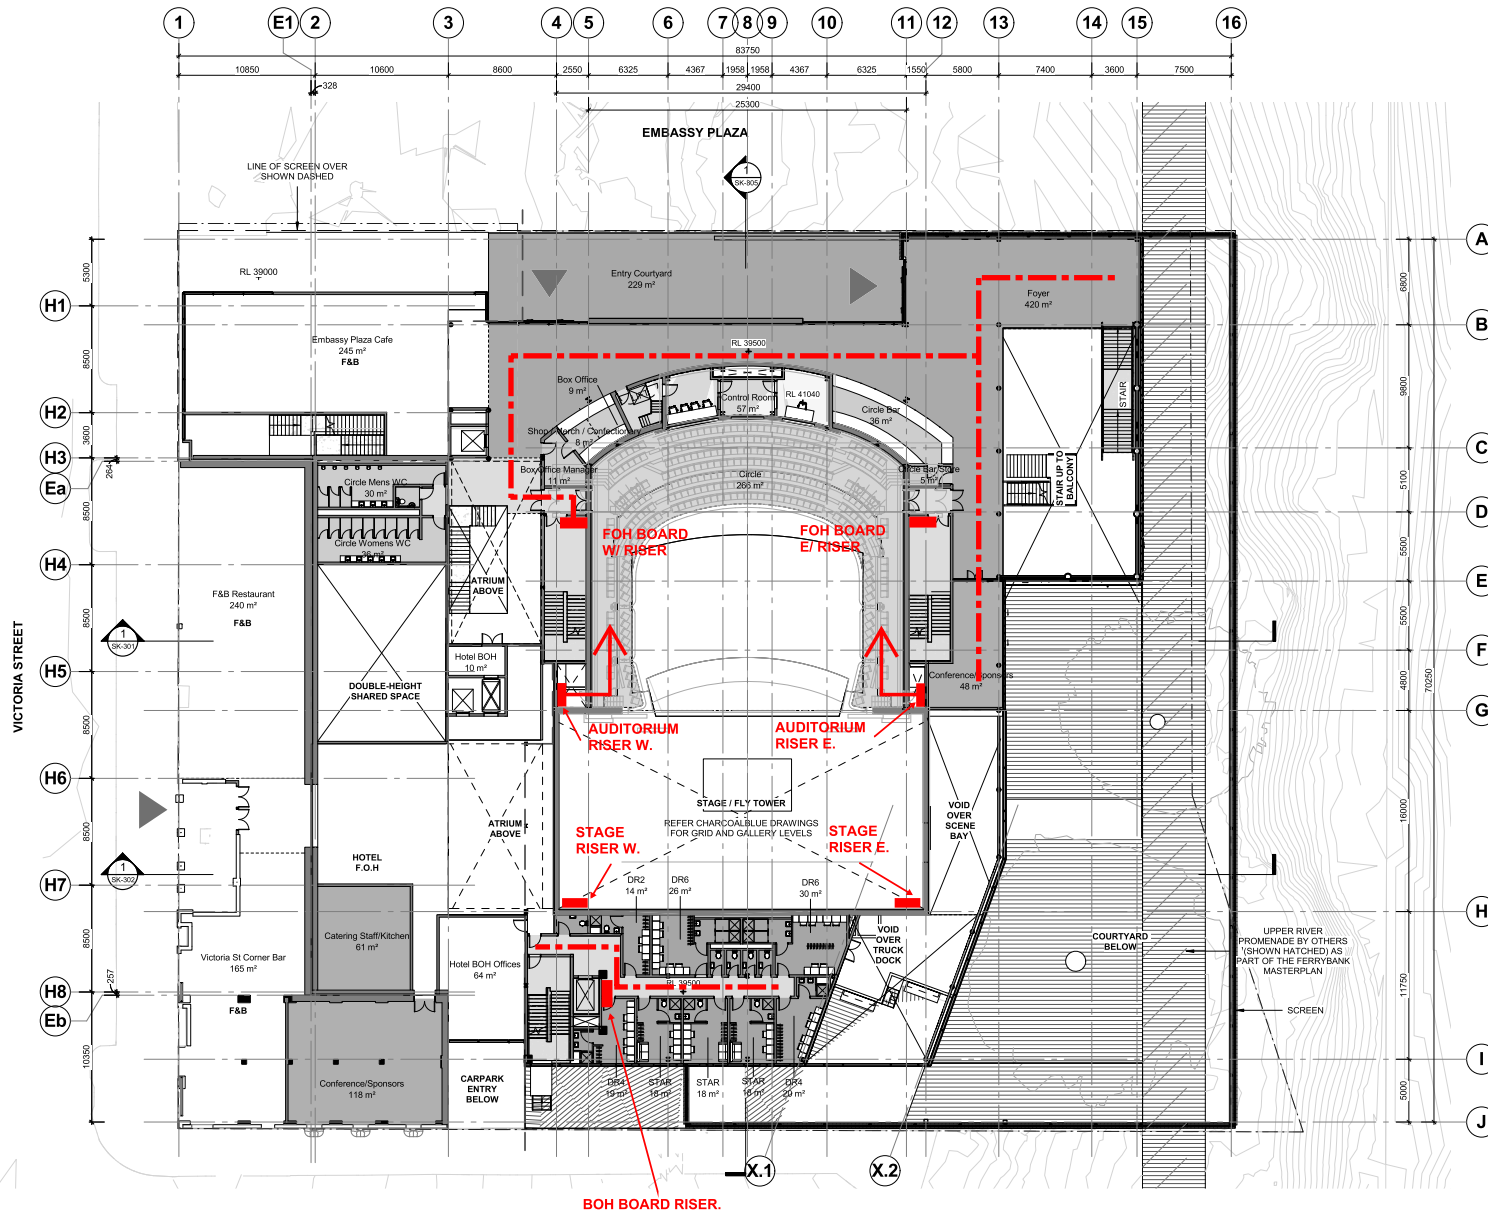 1 E1 2 3 4 5 6 7 8 9 10 11 12 13 14 15 16
83750
10850 10600 8600 2550 6325 4367 1958 1958 4367 6325 1550 5800 7400 3600 7500
328
29400
25300
EMBASSY PLAZA
LINE OF SCREEN OVER
SHOWN DASHED
1
SK-805
A
RL 39000
Entry Courtyard
229 m²
5300
6800
Foyer
420 m²
H1
B
RL 39500
Embassy Plaza Cafe
245 m²
F&B
8500
Box Office
9 m²
Control Room
57 m²
RL 41040
Circle Bar
36 m²
STAIR
9800
H2
Shop / Merch / Confectionary
8 m²
3600
C
H3
264
Ea
Box Office Manager
11 m²
Circle
266 m²
Circle Bar Store
5 m²
STAIR UP TO
BALCONY
5100
Circle Mens WC
30 m²
8500
D
FOH BOARD
W/ RISER
FOH BOARD
E/ RISER
Circle Womens WC
36 m²
5500
H4
E
ATRIUM
ABOVE
F&B Restaurant
240 m²
F&B
8500
5500
1
SK-301
VICTORIA STREET
F
Hotel BOH
10 m²
H5
Conference/Sponsors
48 m²
4800
70250
DOUBLE-HEIGHT
SHARED SPACE
G
8500
AUDITORIUM
RISER W.
AUDITORIUM
RISER E.
H6
STAGE / FLY TOWER
REFER CHARCOALBLUE DRAWINGS
FOR GRID AND GALLERY LEVELS
VOID
OVER
SCENE
BAY
16000
ATRIUM
ABOVE
8500
STAGE
RISER W.
STAGE
RISER E.
HOTEL
F.O.H
1
SK-302
H7
DR2
14 m²
DR6
26 m²
DR6
30 m²
H
8500
Catering Staff/Kitchen
61 m²
VOID
OVER
TRUCK
DOCK
COURTYARD
BELOW
UPPER RIVER
PROMENADE BY OTHERS
(SHOWN HATCHED) AS
PART OF THE FERRYBANK
MASTERPLAN
Victoria St Corner Bar
165 m²
F&B
Hotel BOH Offices
64 m²
RL 39500
11750
257
H8
Eb
SCREEN
10350
I
Conference/Sponsors
118 m²
CARPARK
ENTRY
BELOW
DR4
19 m²
STAR
18 m²
STAR
18 m²
STAR
18 m²
DR4
20 m²
5000
J
X.1 X.2
BOH BOARD RISER.